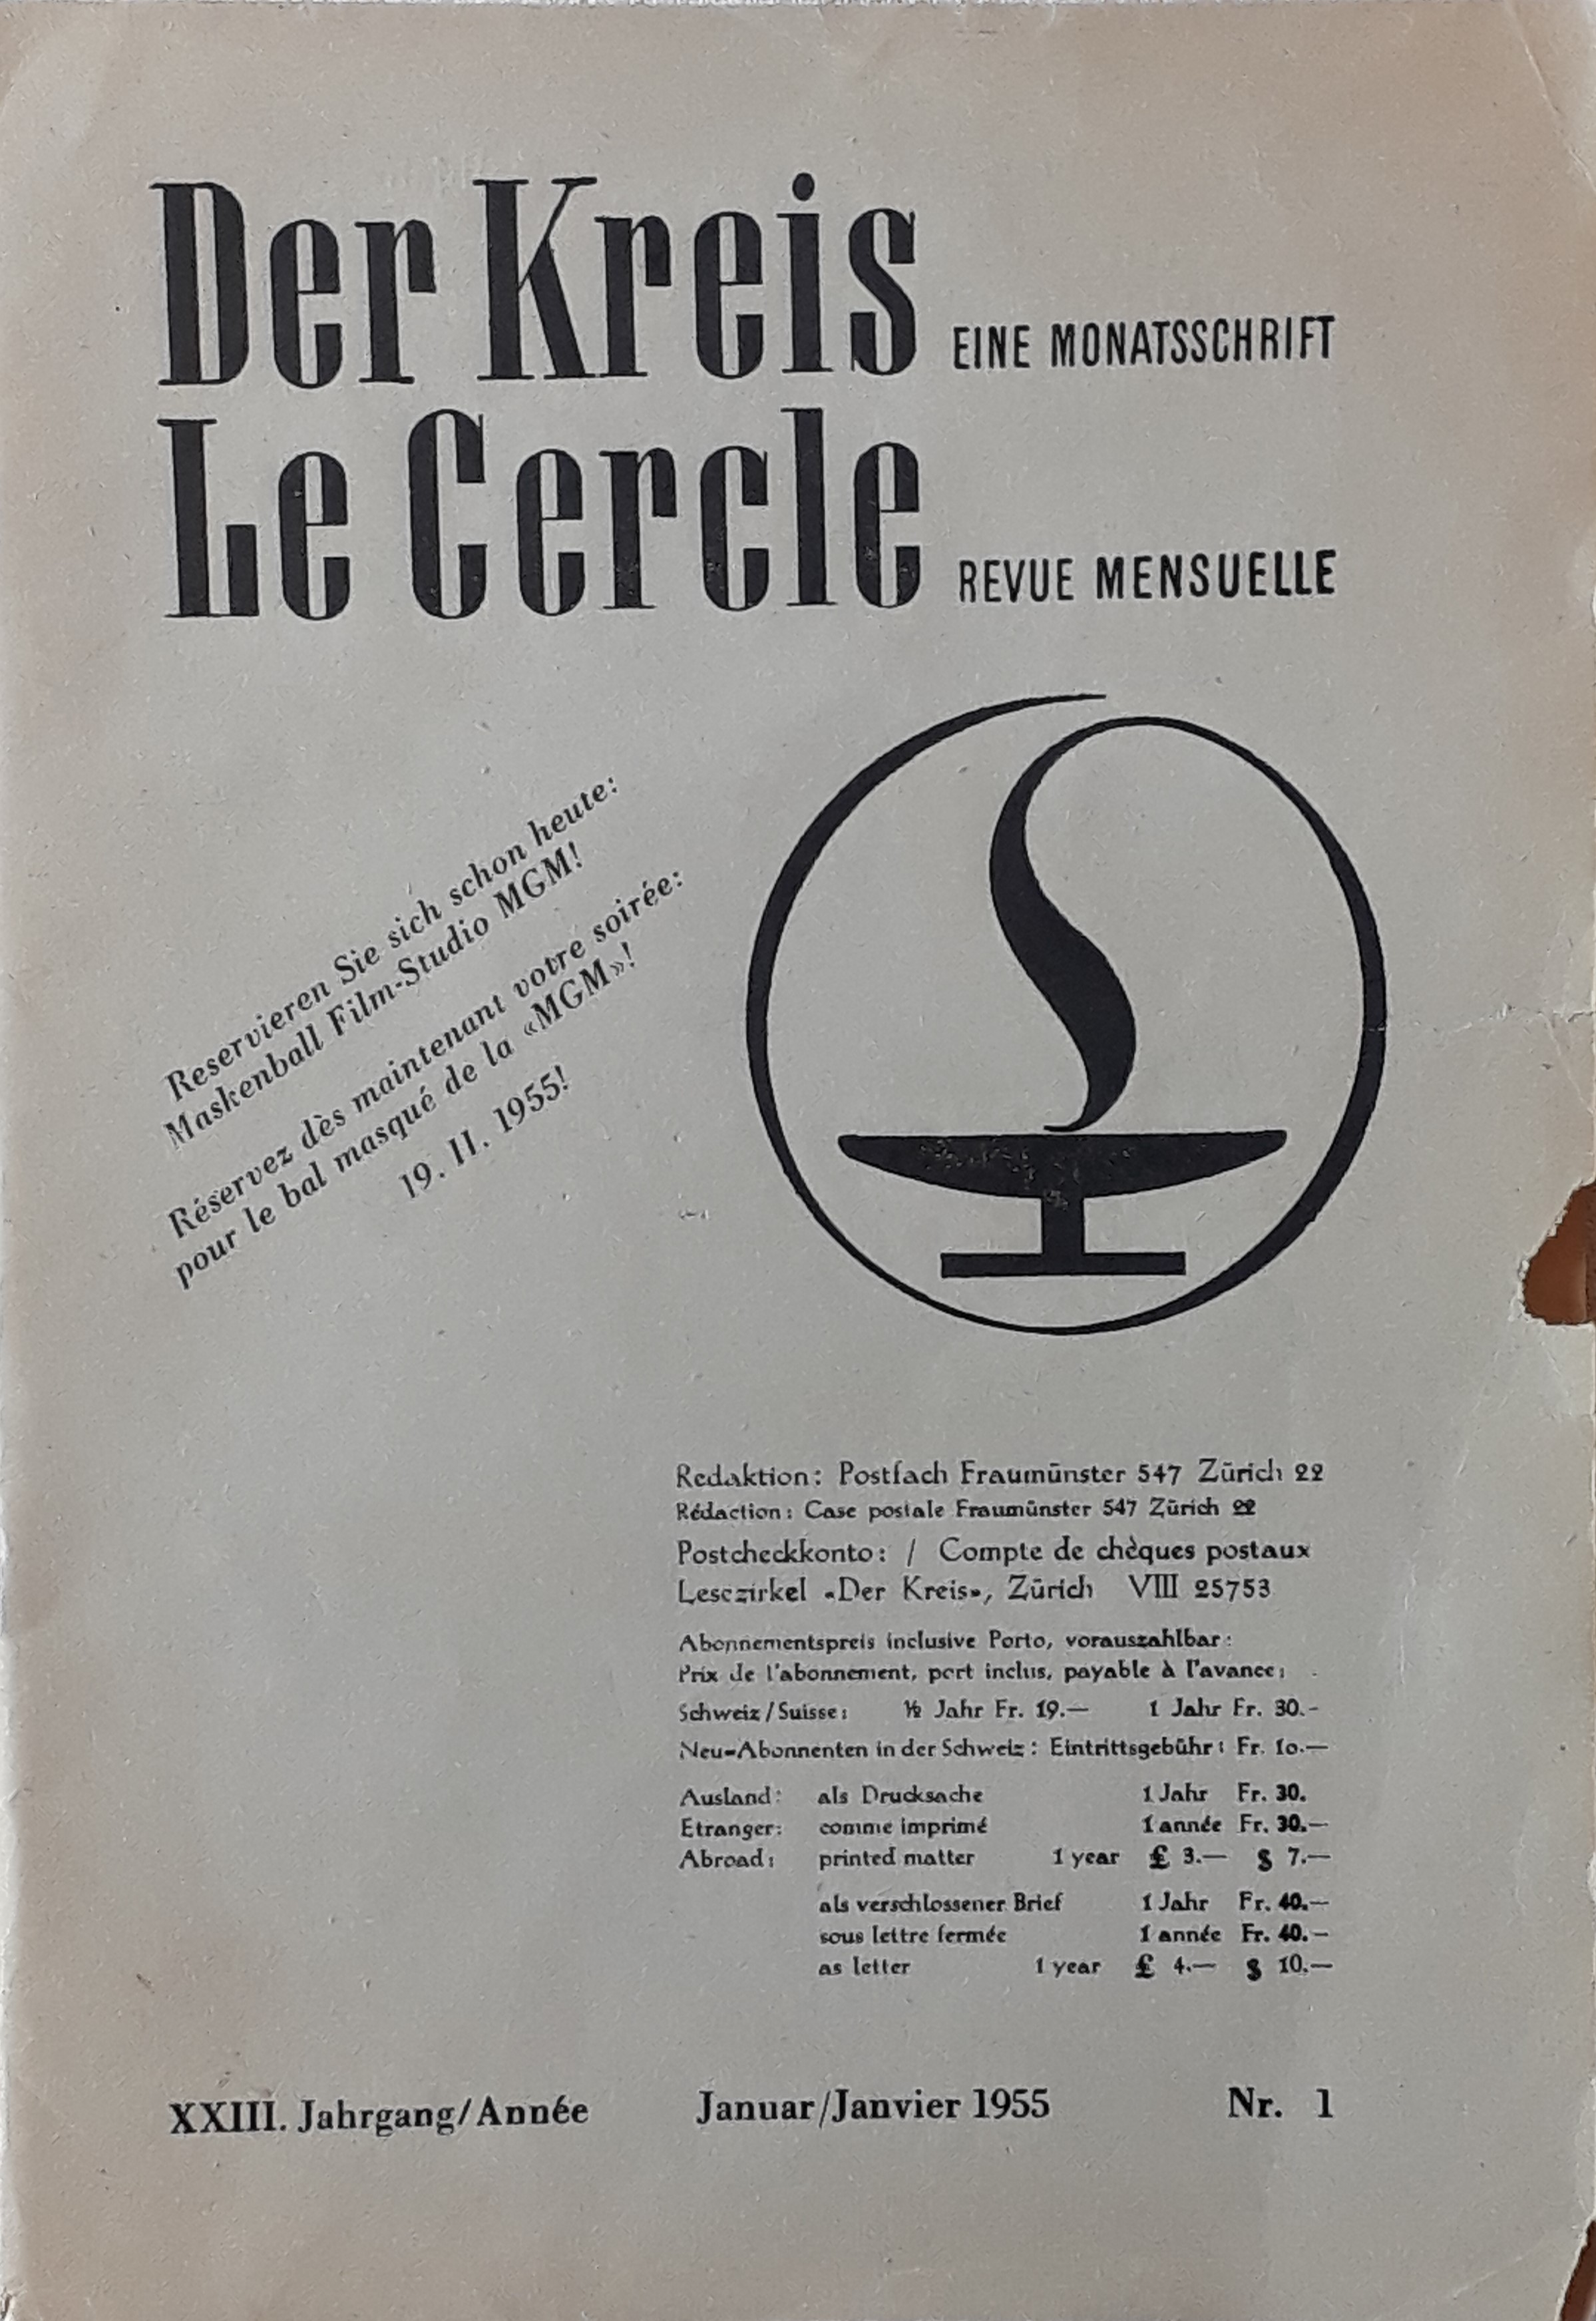 Der Kreis EINE MONATSSCHRIFT
Le Cercle REVUE MENSUELLE
Reservieren Sie sich schon heute:
Maskenball Film-Studio MGM!
Réservez dès maintenant votre soirée:
pour le bal masqué de la «MGM»!
19. II. 1955!
Redaktion: Postfach Fraumünster 547 Zürich 22
Rédaction: Case postale Fraumünster 547 Zürich 22
Postcheckkonto: / Compte de chèques postaux
Lesezirkel «Der Kreis», Zürich VIII 25753
Abonnementspreis inclusive Porto, vorauszahlbar:
Prix de l'abonnement, port inclus, payable à l'avance:
Schweiz/Suisse: ½ Jahr Fr. 19.— 1 Jahr Fr. 30.-
Neu-Abonnenten in der Schweiz: Eintrittsgebühr: Fr. 10.—
Ausland: als Drucksache 1 Jahr Fr. 30.
Etranger: comme imprimé 1 année Fr. 30.—
Abroad: printed matter 1 year £ 3.— $ 7.—
als verschlossener Brief 1 Jahr Fr. 40.—
sous lettre fermée 1 année Fr. 40.—
as letter 1 year £ 4.— $ 10.—
XXIII. Jahrgang/Année Januar/Janvier 1955 Nr. 1